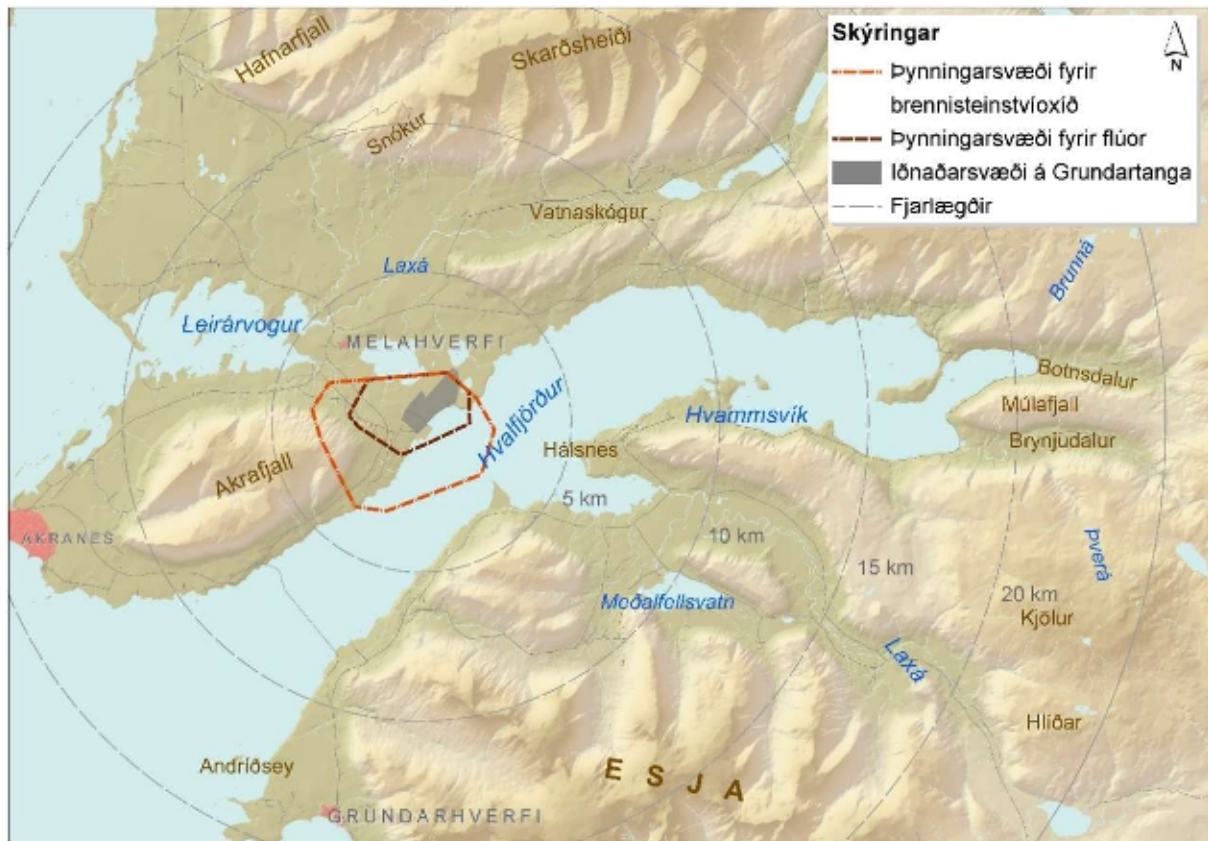 Skýringar
N
Þynningarsvæði fyrir
brennisteinstvíoxíð
Þynningarsvæði fyrir flúor
Iðnaðarsvæði á Grundartanga
Fjarlægðir
Hafnarfjall
Skarðsheiði
Snókur
Vatnaskógur
Laxá
Brunná
Leirárvogur
MELAHVERFI
Botnsdalur
Múlafjall
Hvalfjörður
Hvammsvík
Brynjudalur
Hálsnes
Akrafjall
5 km
AKRANES
10 km
Þverá
15 km
20 km
Meðalfellsvatn
Kjölur
Laxá
Hlíðar
Andríðsey
ESJA
GRUNDARHVERFI